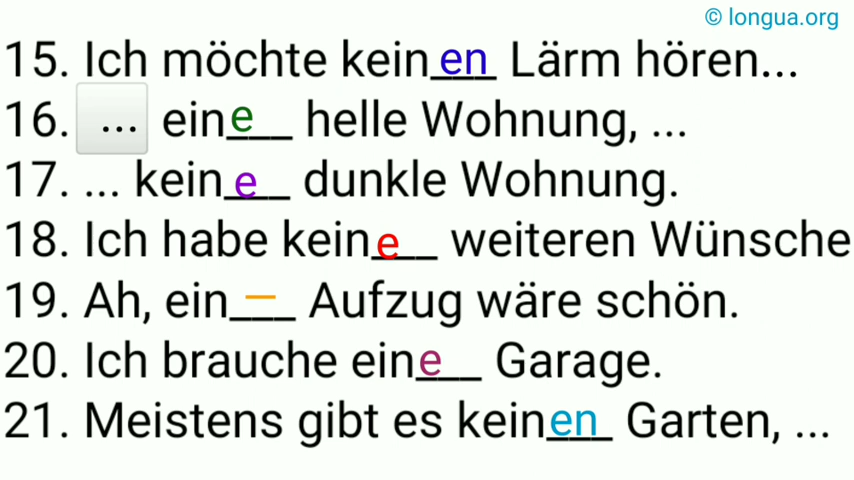 © longua.org
15. Ich möchte keinen Lärm hören...
16. ... eine helle Wohnung, ...
17. ... keine dunkle Wohnung.
18. Ich habe keine weiteren Wünsche
19. Ah, ein___ Aufzug wäre schön.
20. Ich brauche eine Garage.
21. Meistens gibt es keinen Garten, ...